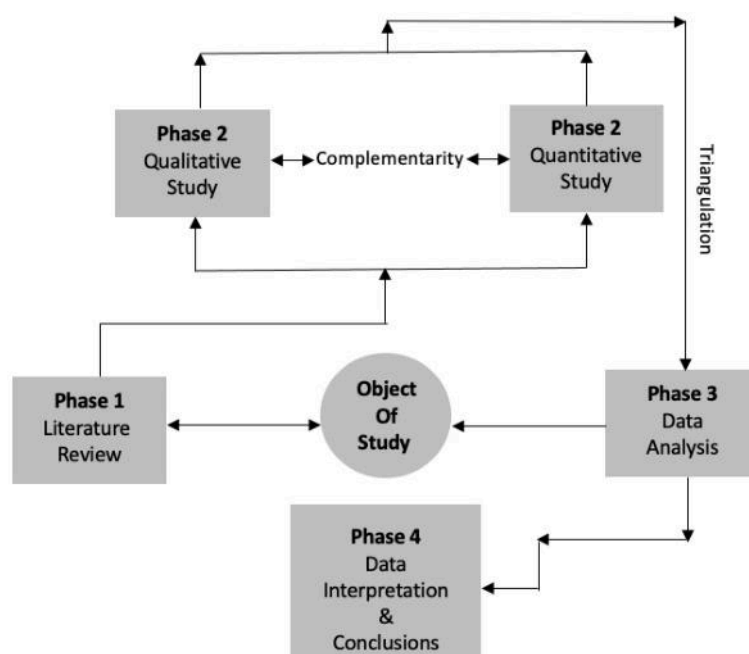 Phase 2
Qualitative
Study
Complementarity
Phase 2
Quantitative
Study
Triangulation
Phase 1
Literature
Review
Object
Of
Study
Phase 3
Data
Analysis
Phase 4
Data
Interpretation
&
Conclusions